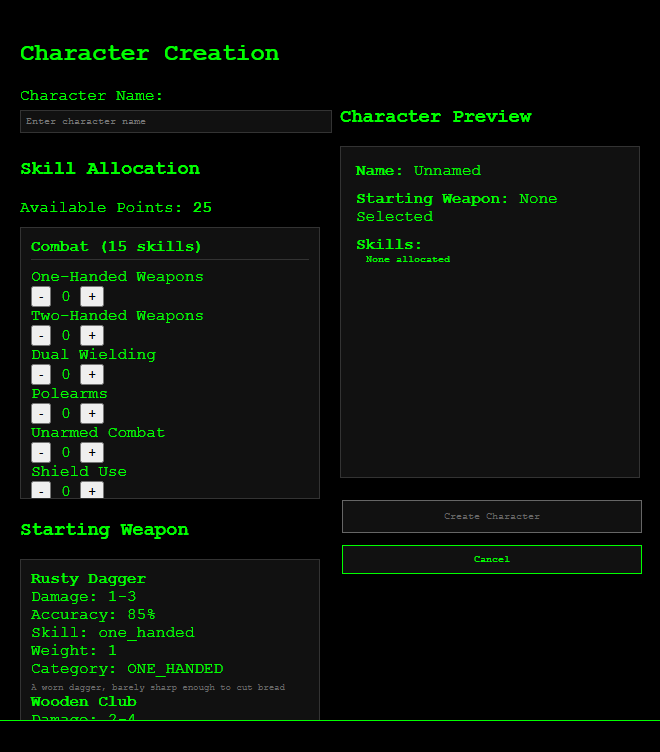 Character Creation
Character Name:
Enter character name
Skill Allocation
Available Points: 25
Combat (15 skills)
One-Handed Weapons
- 0 +
Two-Handed Weapons
- 0 +
Dual Wielding
- 0 +
Polearms
- 0 +
Unarmed Combat
- 0 +
Shield Use
- 0 +
Starting Weapon
Rusty Dagger
Damage: 1-3
Accuracy: 85%
Skill: one_handed
Weight: 1
Category: ONE_HANDED
A worn dagger, barely sharp enough to cut bread
Wooden Club
Damage: 2-4
Character Preview
Name: Unnamed
Starting Weapon: None
Selected
Skills:
None allocated
Create Character
Cancel